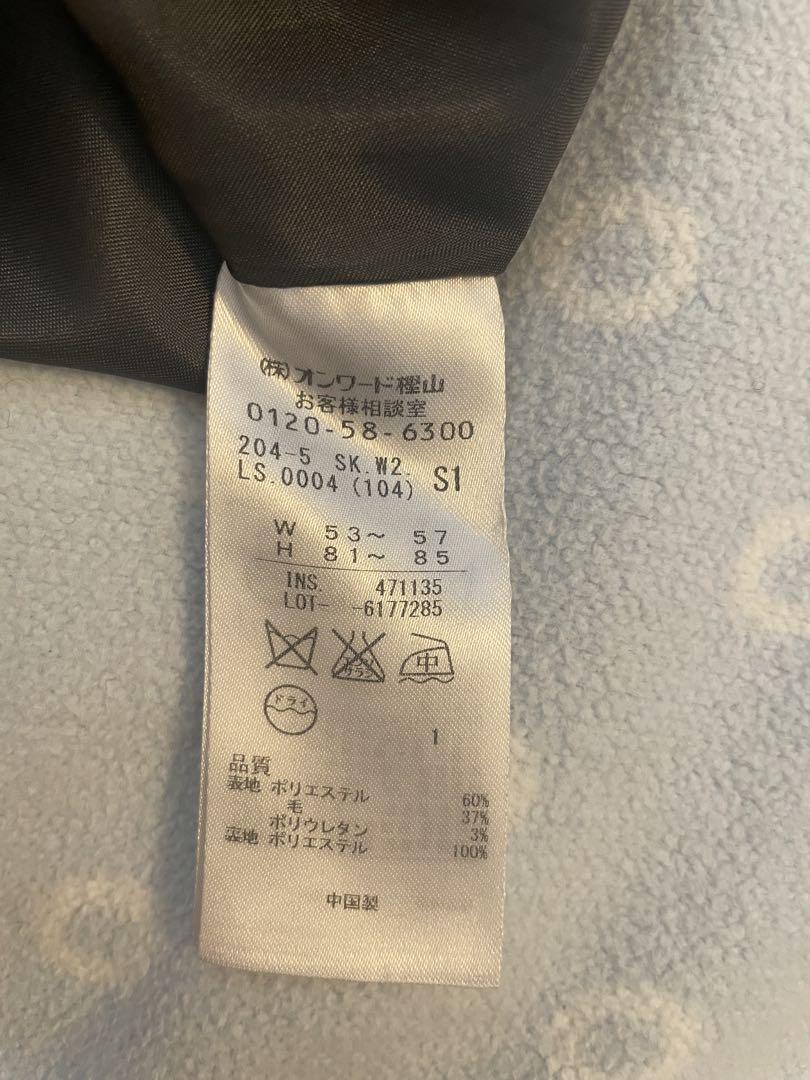 (株)オンワード樫山
お客様相談室
0120-58-6300
204-5 SK.W2.
LS.0004 (104) S1
W 53～ 57
H 81～ 85
INS. 471135
LOT- -6177285
中
ドライ
1
品質
表地 ポリエステル 60%
毛 37%
ポリウレタン 3%
ポリエステル 100%
中国製